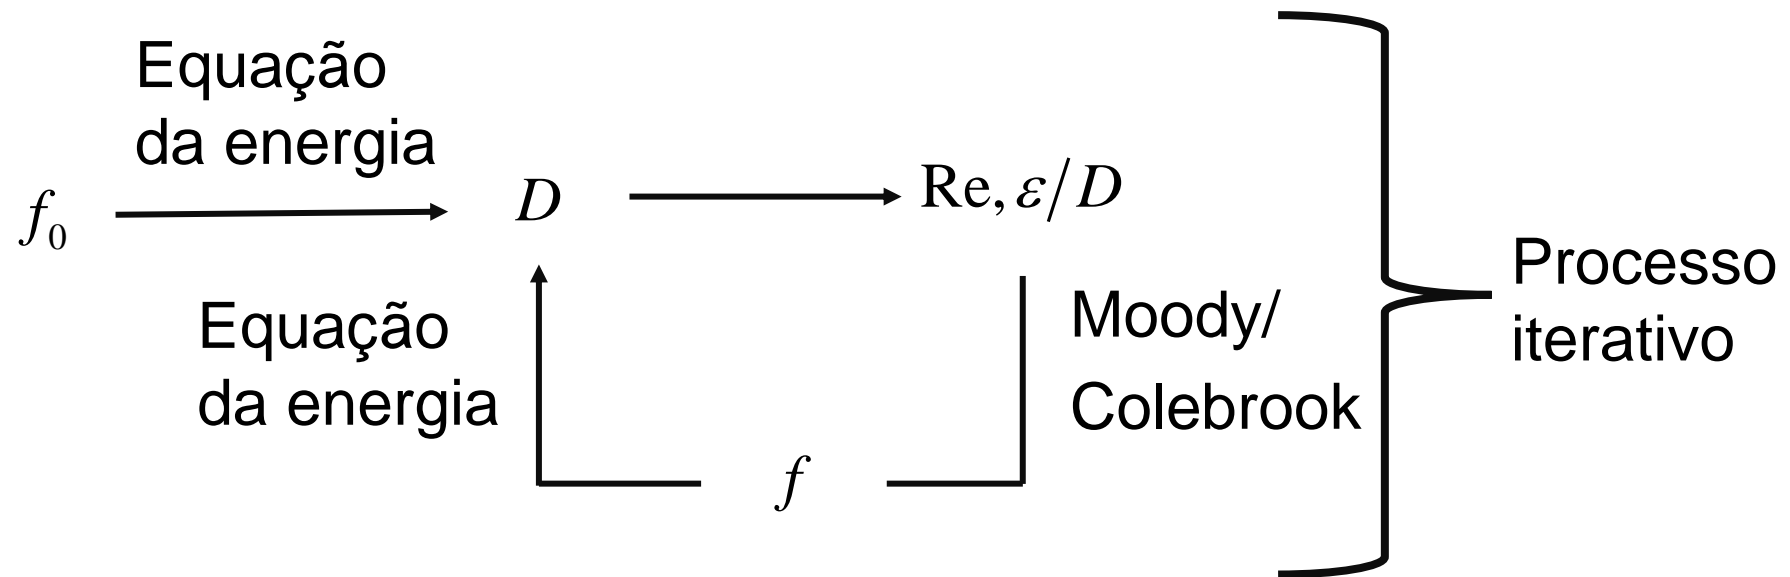 Equação
da energia
f₀
D
Re, ε/D
Equação
da energia
Moody/
Colebrook
f
Processo
iterativo